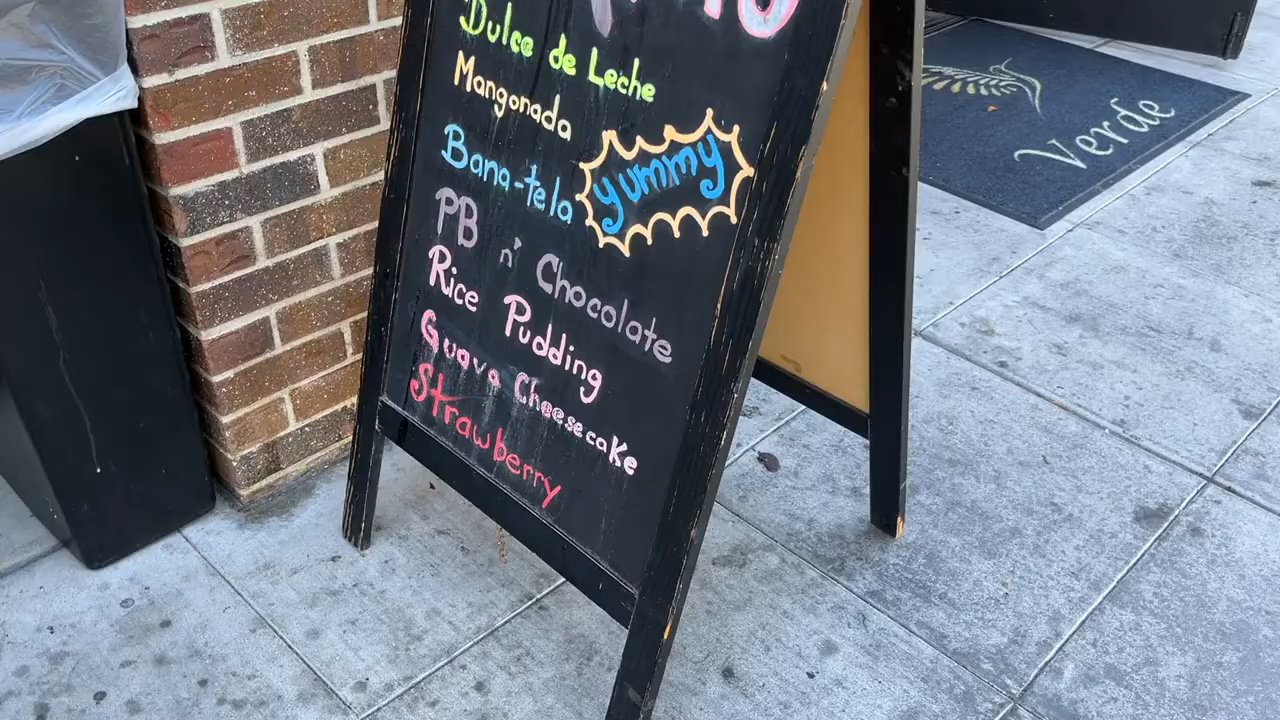 Dulce de Leche
Mangonada
Bana-tela
yummy
PB n' Chocolate
Rice Pudding
Guava Cheesecake
Strawberry
Verde